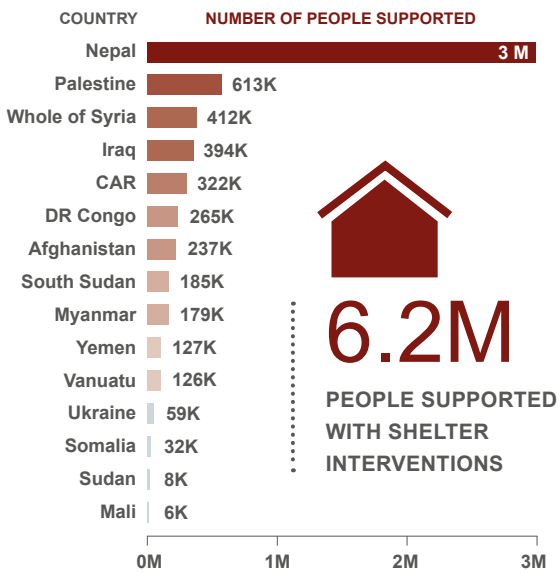 COUNTRY NUMBER OF PEOPLE SUPPORTED
Nepal 3 M
Palestine 613K
Whole of Syria 412K
Iraq 394K
CAR 322K
DR Congo 265K
Afghanistan 237K
South Sudan 185K
Myanmar 179K
Yemen 127K
Vanuatu 126K
Ukraine 59K
Somalia 32K
Sudan 8K
Mali 6K
6.2M
PEOPLE SUPPORTED
WITH SHELTER
INTERVENTIONS
0M 1M 2M 3M